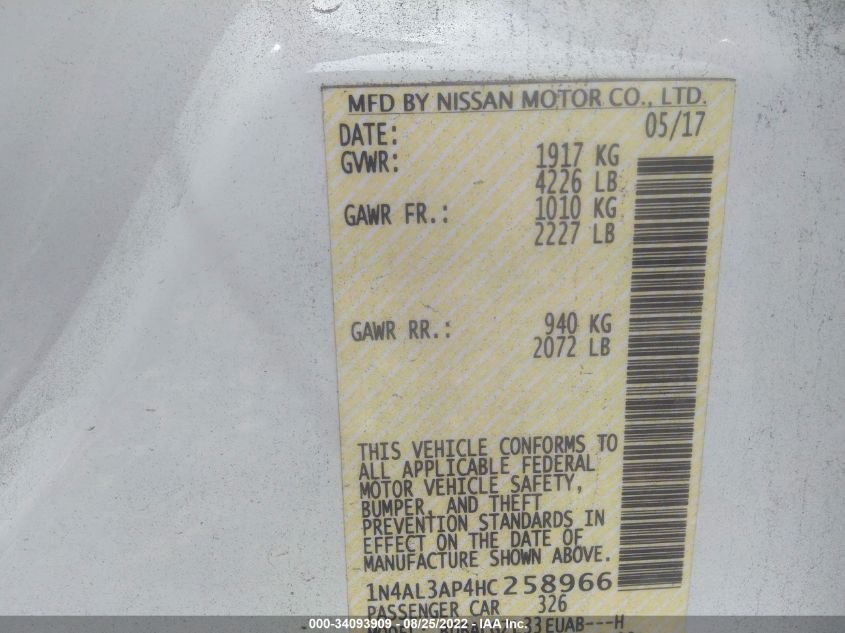 MFD BY NISSAN MOTOR CO., LTD.
DATE: 05/17
GVWR: 1917 KG
4226 LB
GAWR FR.: 1010 KG
2227 LB
GAWR RR.: 940 KG
2072 LB
THIS VEHICLE CONFORMS TO
ALL APPLICABLE FEDERAL
MOTOR VEHICLE SAFETY,
BUMPER, AND THEFT
PREVENTION STANDARDS IN
EFFECT ON THE DATE OF
MANUFACTURE SHOWN ABOVE.
1N4AL3AP4HC258966
PASSENGER CAR 326
000-34093909 - 08/25/2022 - IAA Inc.